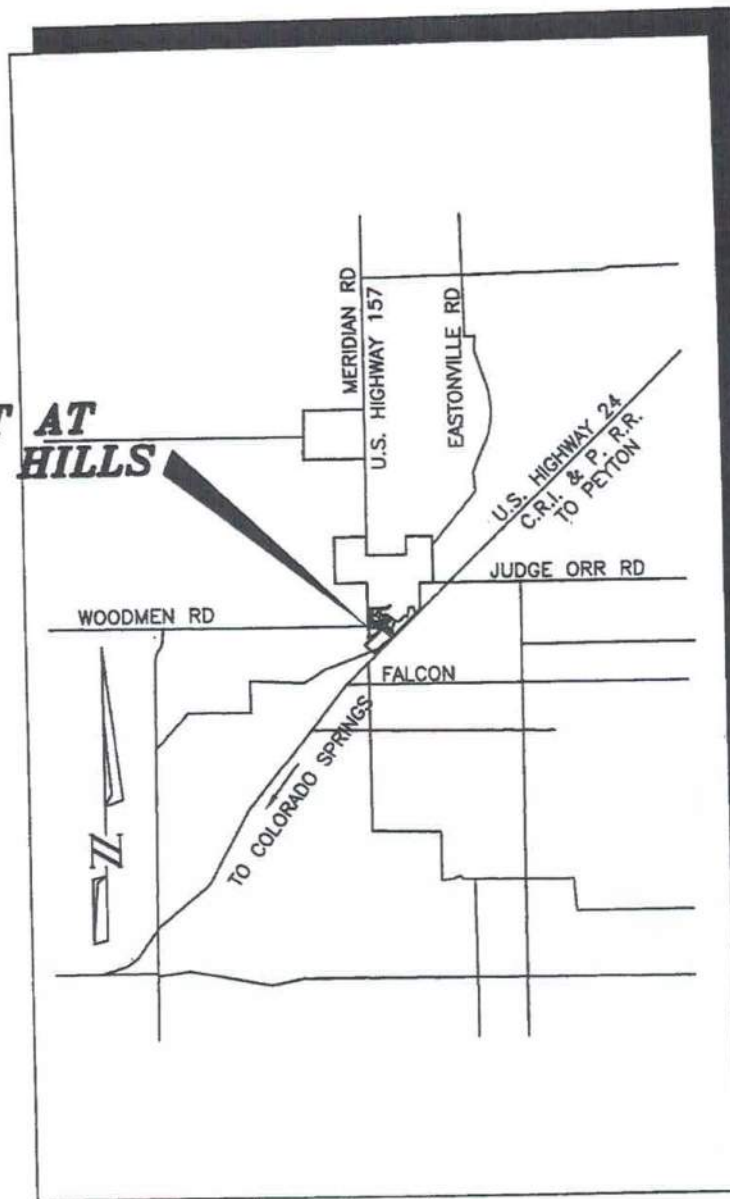 T AT
HILLS
MERIDIAN RD
U.S. HIGHWAY 157
EASTONVILLE RD
U.S. HIGHWAY 24
C.R.I. & P. R.R.
TO PEYTON
JUDGE ORR RD
WOODMEN RD
FALCON
TO COLORADO SPRINGS
N